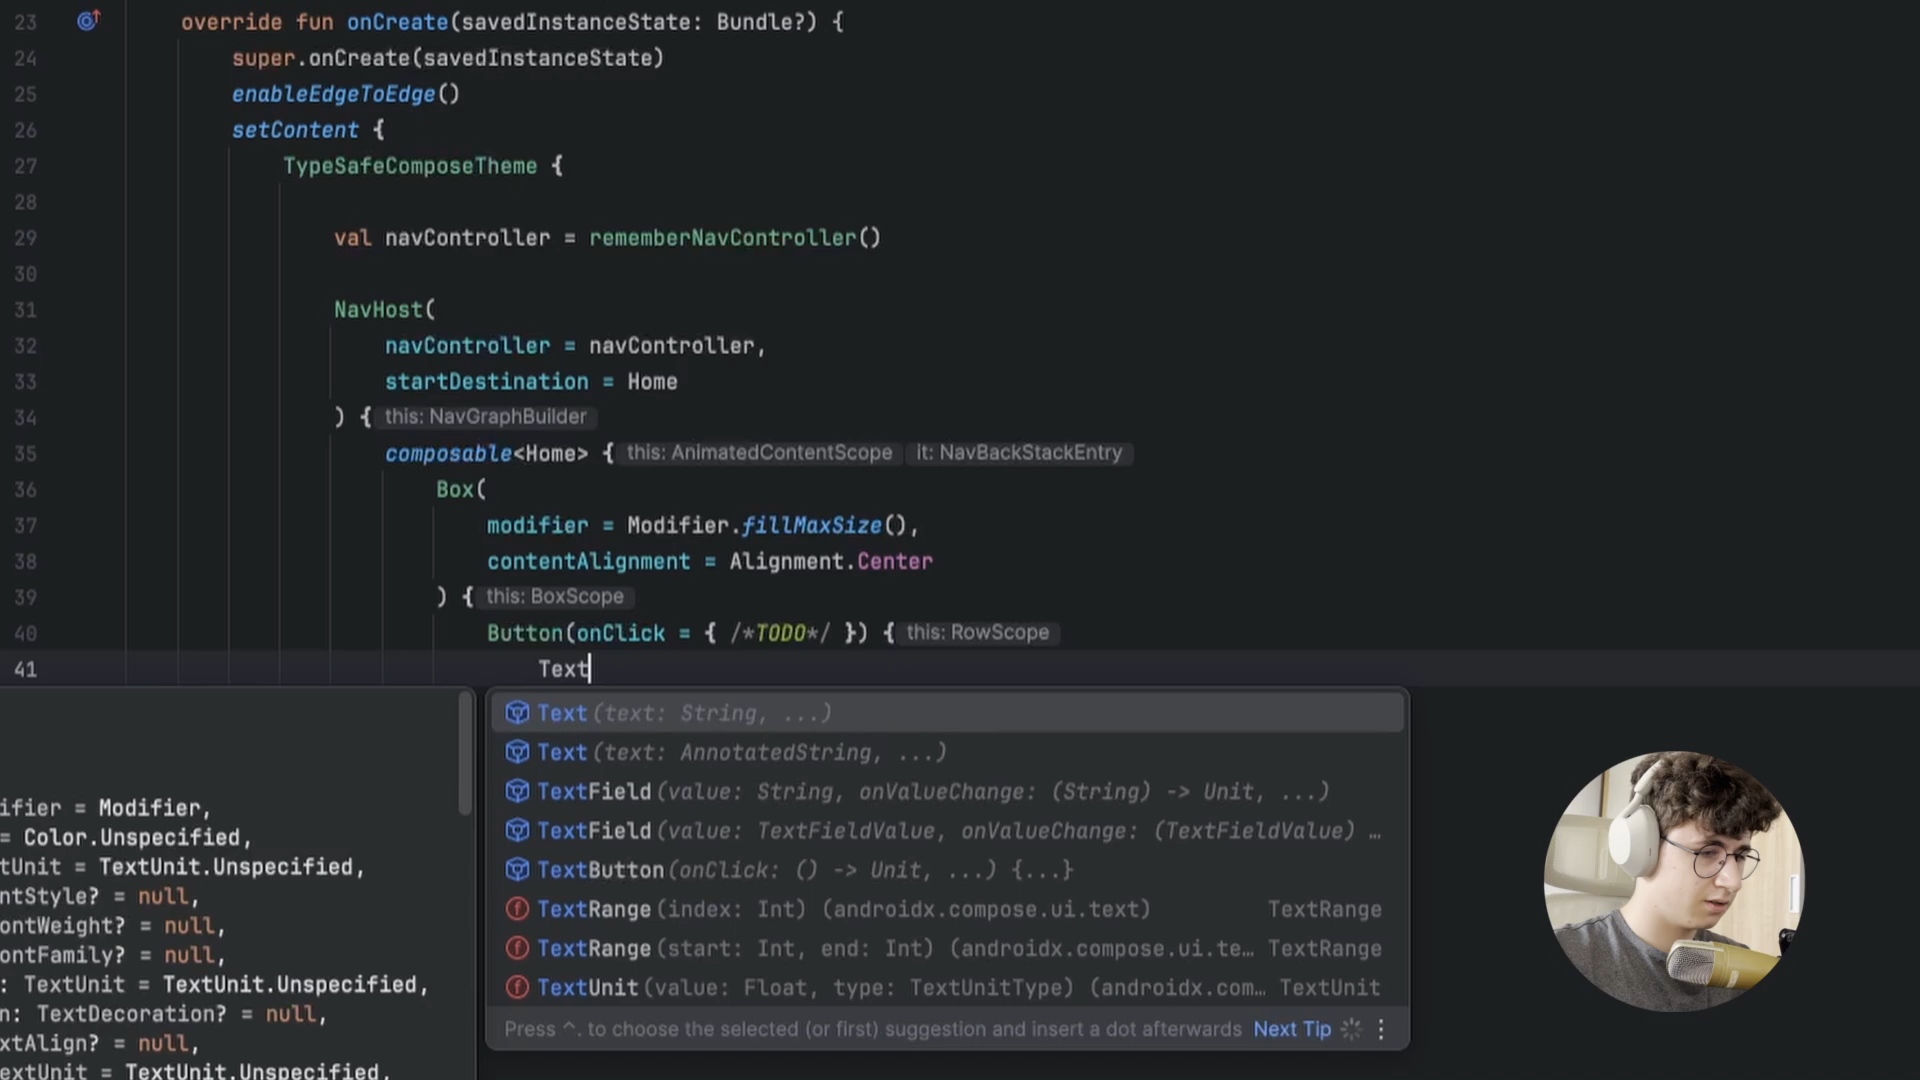 23 override fun onCreate(savedInstanceState: Bundle?) {
24 super.onCreate(savedInstanceState)
25 enableEdgeToEdge()
26 setContent {
27 TypeSafeComposeTheme {
28
29 val navController = rememberNavController()
30
31 NavHost(
32 navController = navController,
33 startDestination = Home
34 ) { this: NavGraphBuilder
35 composable<Home> { this: AnimatedContentScope it: NavBackStackEntry
36 Box(
37 modifier = Modifier.fillMaxSize(),
38 contentAlignment = Alignment.Center
39 ) { this: BoxScope
40 Button(onClick = { /*TODO*/ }) { this: RowScope
41 Text
ifier = Modifier,
= Color.Unspecified,
tUnit = TextUnit.Unspecified,
ntStyle? = null,
ontWeight? = null,
ontFamily? = null,
: TextUnit = TextUnit.Unspecified,
n: TextDecoration? = null,
xtAlign? = null,
extUnit = TextUnit.Unspecified,
Text(text: String, ...)
Text(text: AnnotatedString, ...)
TextField(value: String, onValueChange: (String) -> Unit, ...)
TextField(value: TextFieldValue, onValueChange: (TextFieldValue) …
TextButton(onClick: () -> Unit, ...) {...}
TextRange(index: Int) (androidx.compose.ui.text) TextRange
TextRange(start: Int, end: Int) (androidx.compose.ui.te… TextRange
TextUnit(value: Float, type: TextUnitType) (androidx.com… TextUnit
Press ^. to choose the selected (or first) suggestion and insert a dot afterwards Next Tip